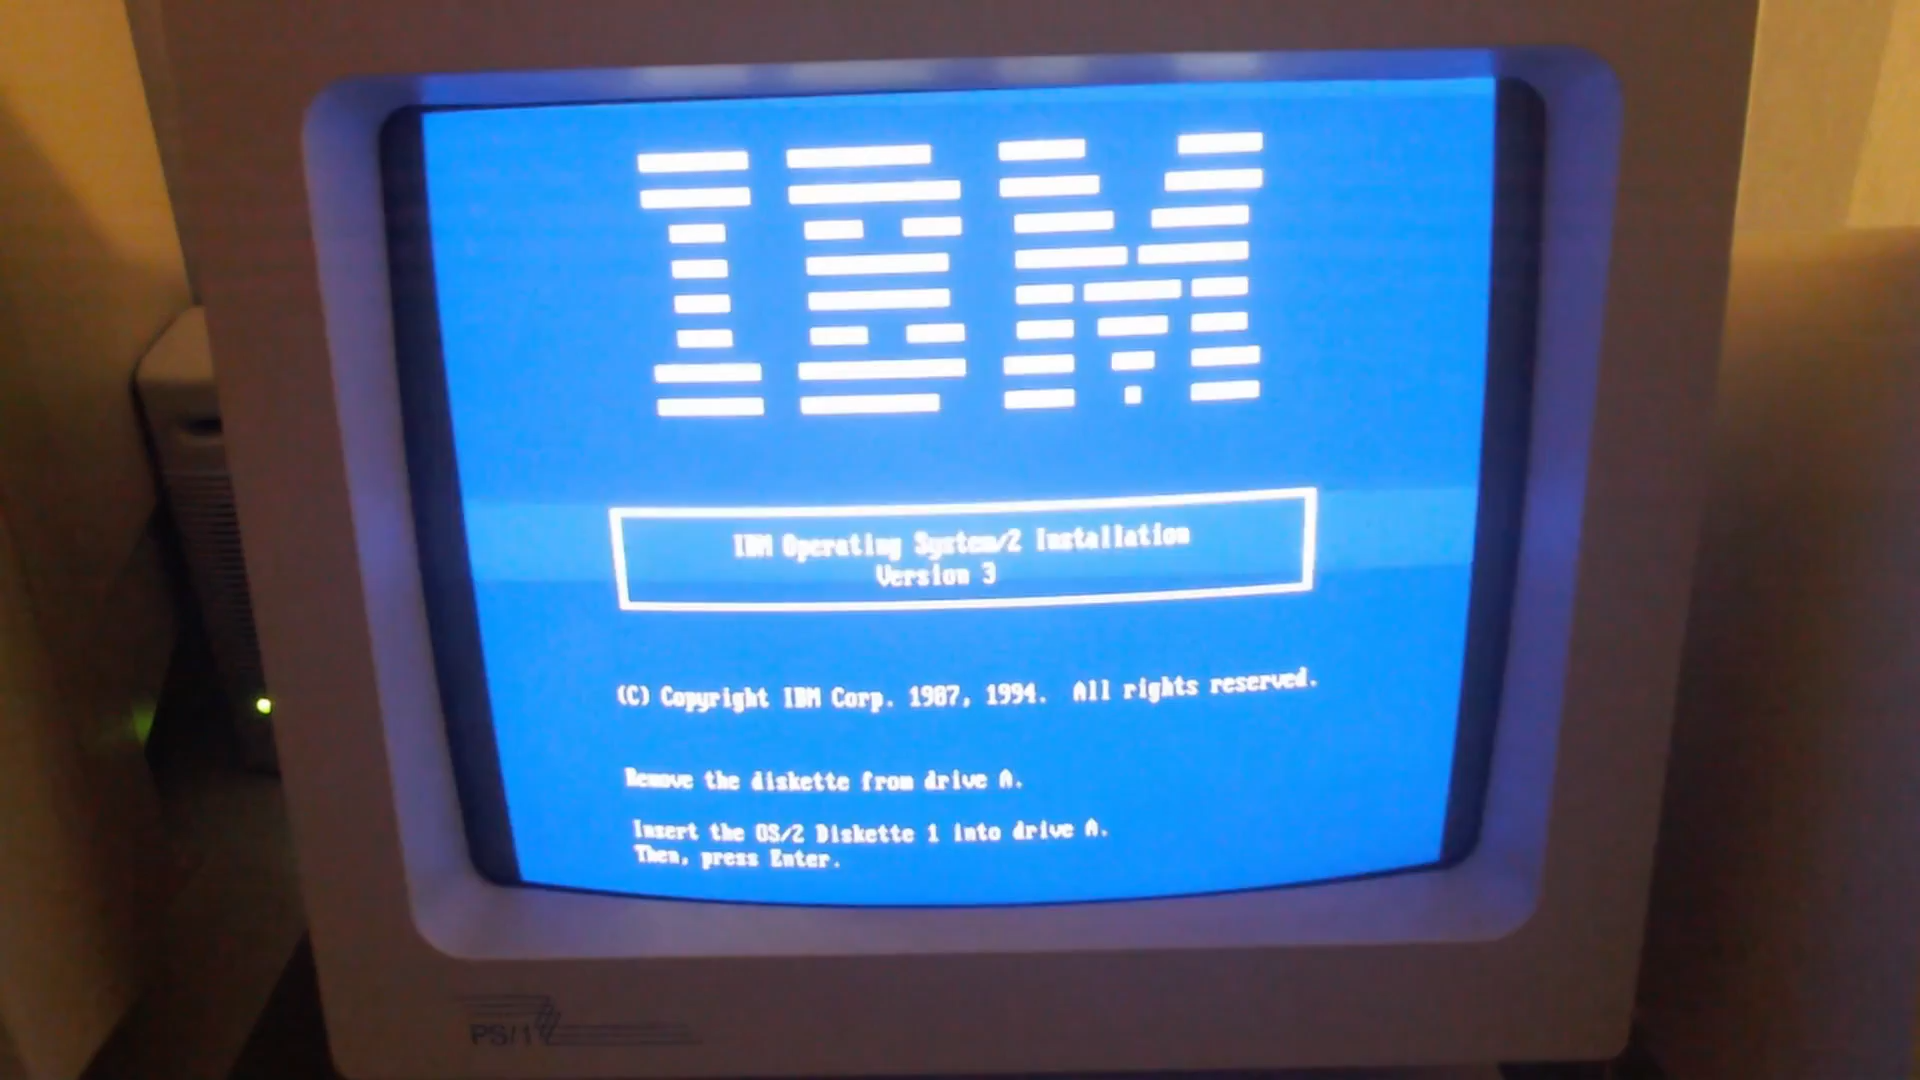 IBM
IBM Operating System/2 Installation
Version 3
(C) Copyright IBM Corp. 1987, 1994.  All rights reserved.
Remove the diskette from drive A.
Insert the OS/2 Diskette 1 into drive A.
Then, press Enter.
PS/1